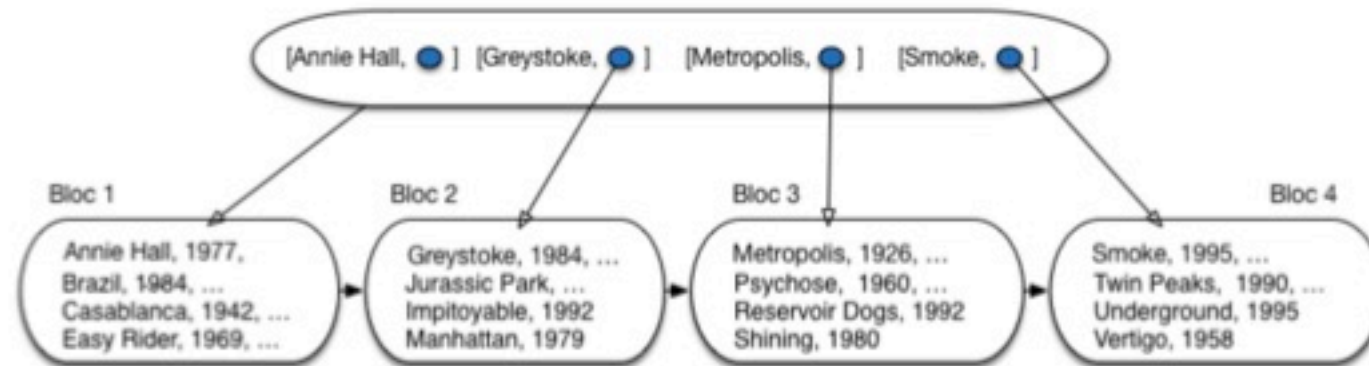 [Annie Hall, ] [Greystoke, ] [Metropolis, ] [Smoke, ]
Bloc 1
Bloc 2
Bloc 3
Bloc 4
Annie Hall, 1977,
Brazil, 1984, ...
Casablanca, 1942, ...
Easy Rider, 1969, ...
Greystoke, 1984, ...
Jurassic Park, ...
Impitoyable, 1992
Manhattan, 1979
Metropolis, 1926, ...
Psychose, 1960, ...
Reservoir Dogs, 1992
Shining, 1980
Smoke, 1995, ...
Twin Peaks, 1990, ...
Underground, 1995
Vertigo, 1958